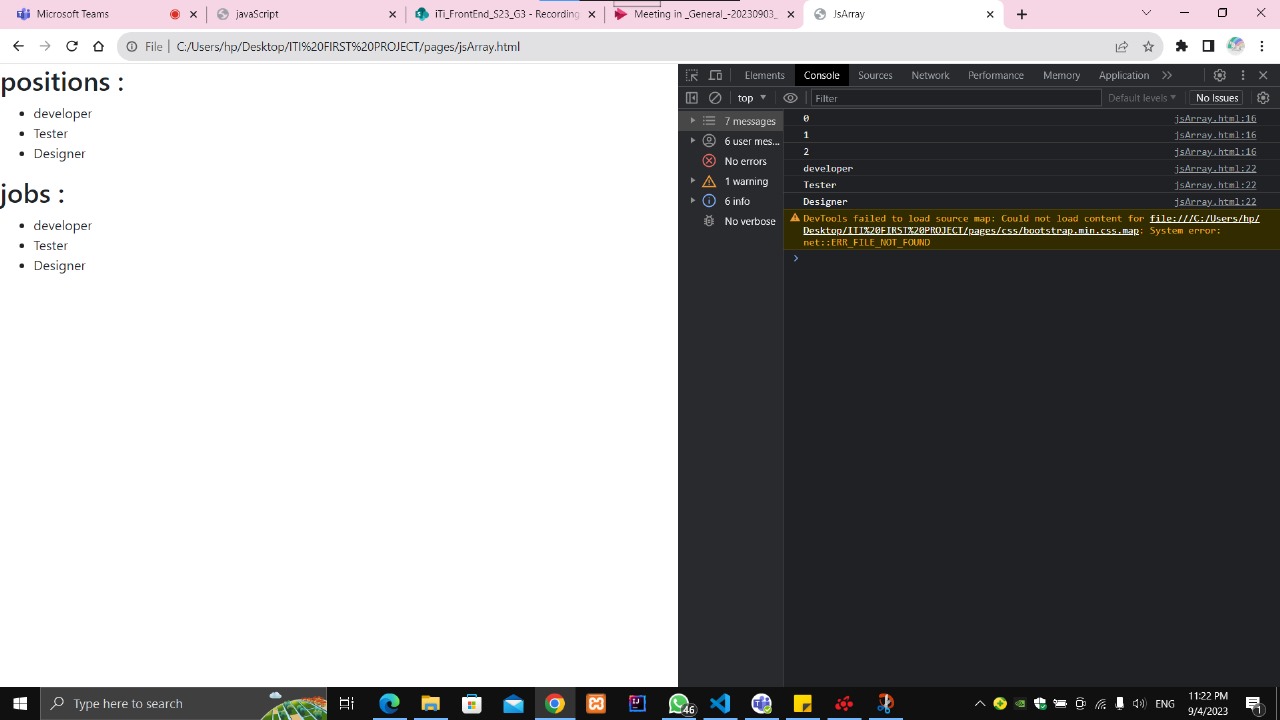 Microsoft Teams
javaScript
iTi_FrontEnd_S23_G3 - Recording
Meeting in _General_-20230903_
JsArray
File | C:/Users/hp/Desktop/ITI%20FIRST%20PROJECT/pages/jsArray.html
positions :
developer
Tester
Designer
jobs :
developer
Tester
Designer
Elements Console Sources Network Performance Memory Application
top Filter Default levels No Issues
7 messages
6 user mes...
No errors
1 warning
6 info
No verbose
0 jsArray.html:16
1 jsArray.html:16
2 jsArray.html:16
developer jsArray.html:22
Tester jsArray.html:22
Designer jsArray.html:22
DevTools failed to load source map: Could not load content for file:///C:/Users/hp/
Desktop/ITI%20FIRST%20PROJECT/pages/css/bootstrap.min.css.map: System error:
net::ERR_FILE_NOT_FOUND
Type here to search
46
ENG
11:22 PM
9/4/2023
1